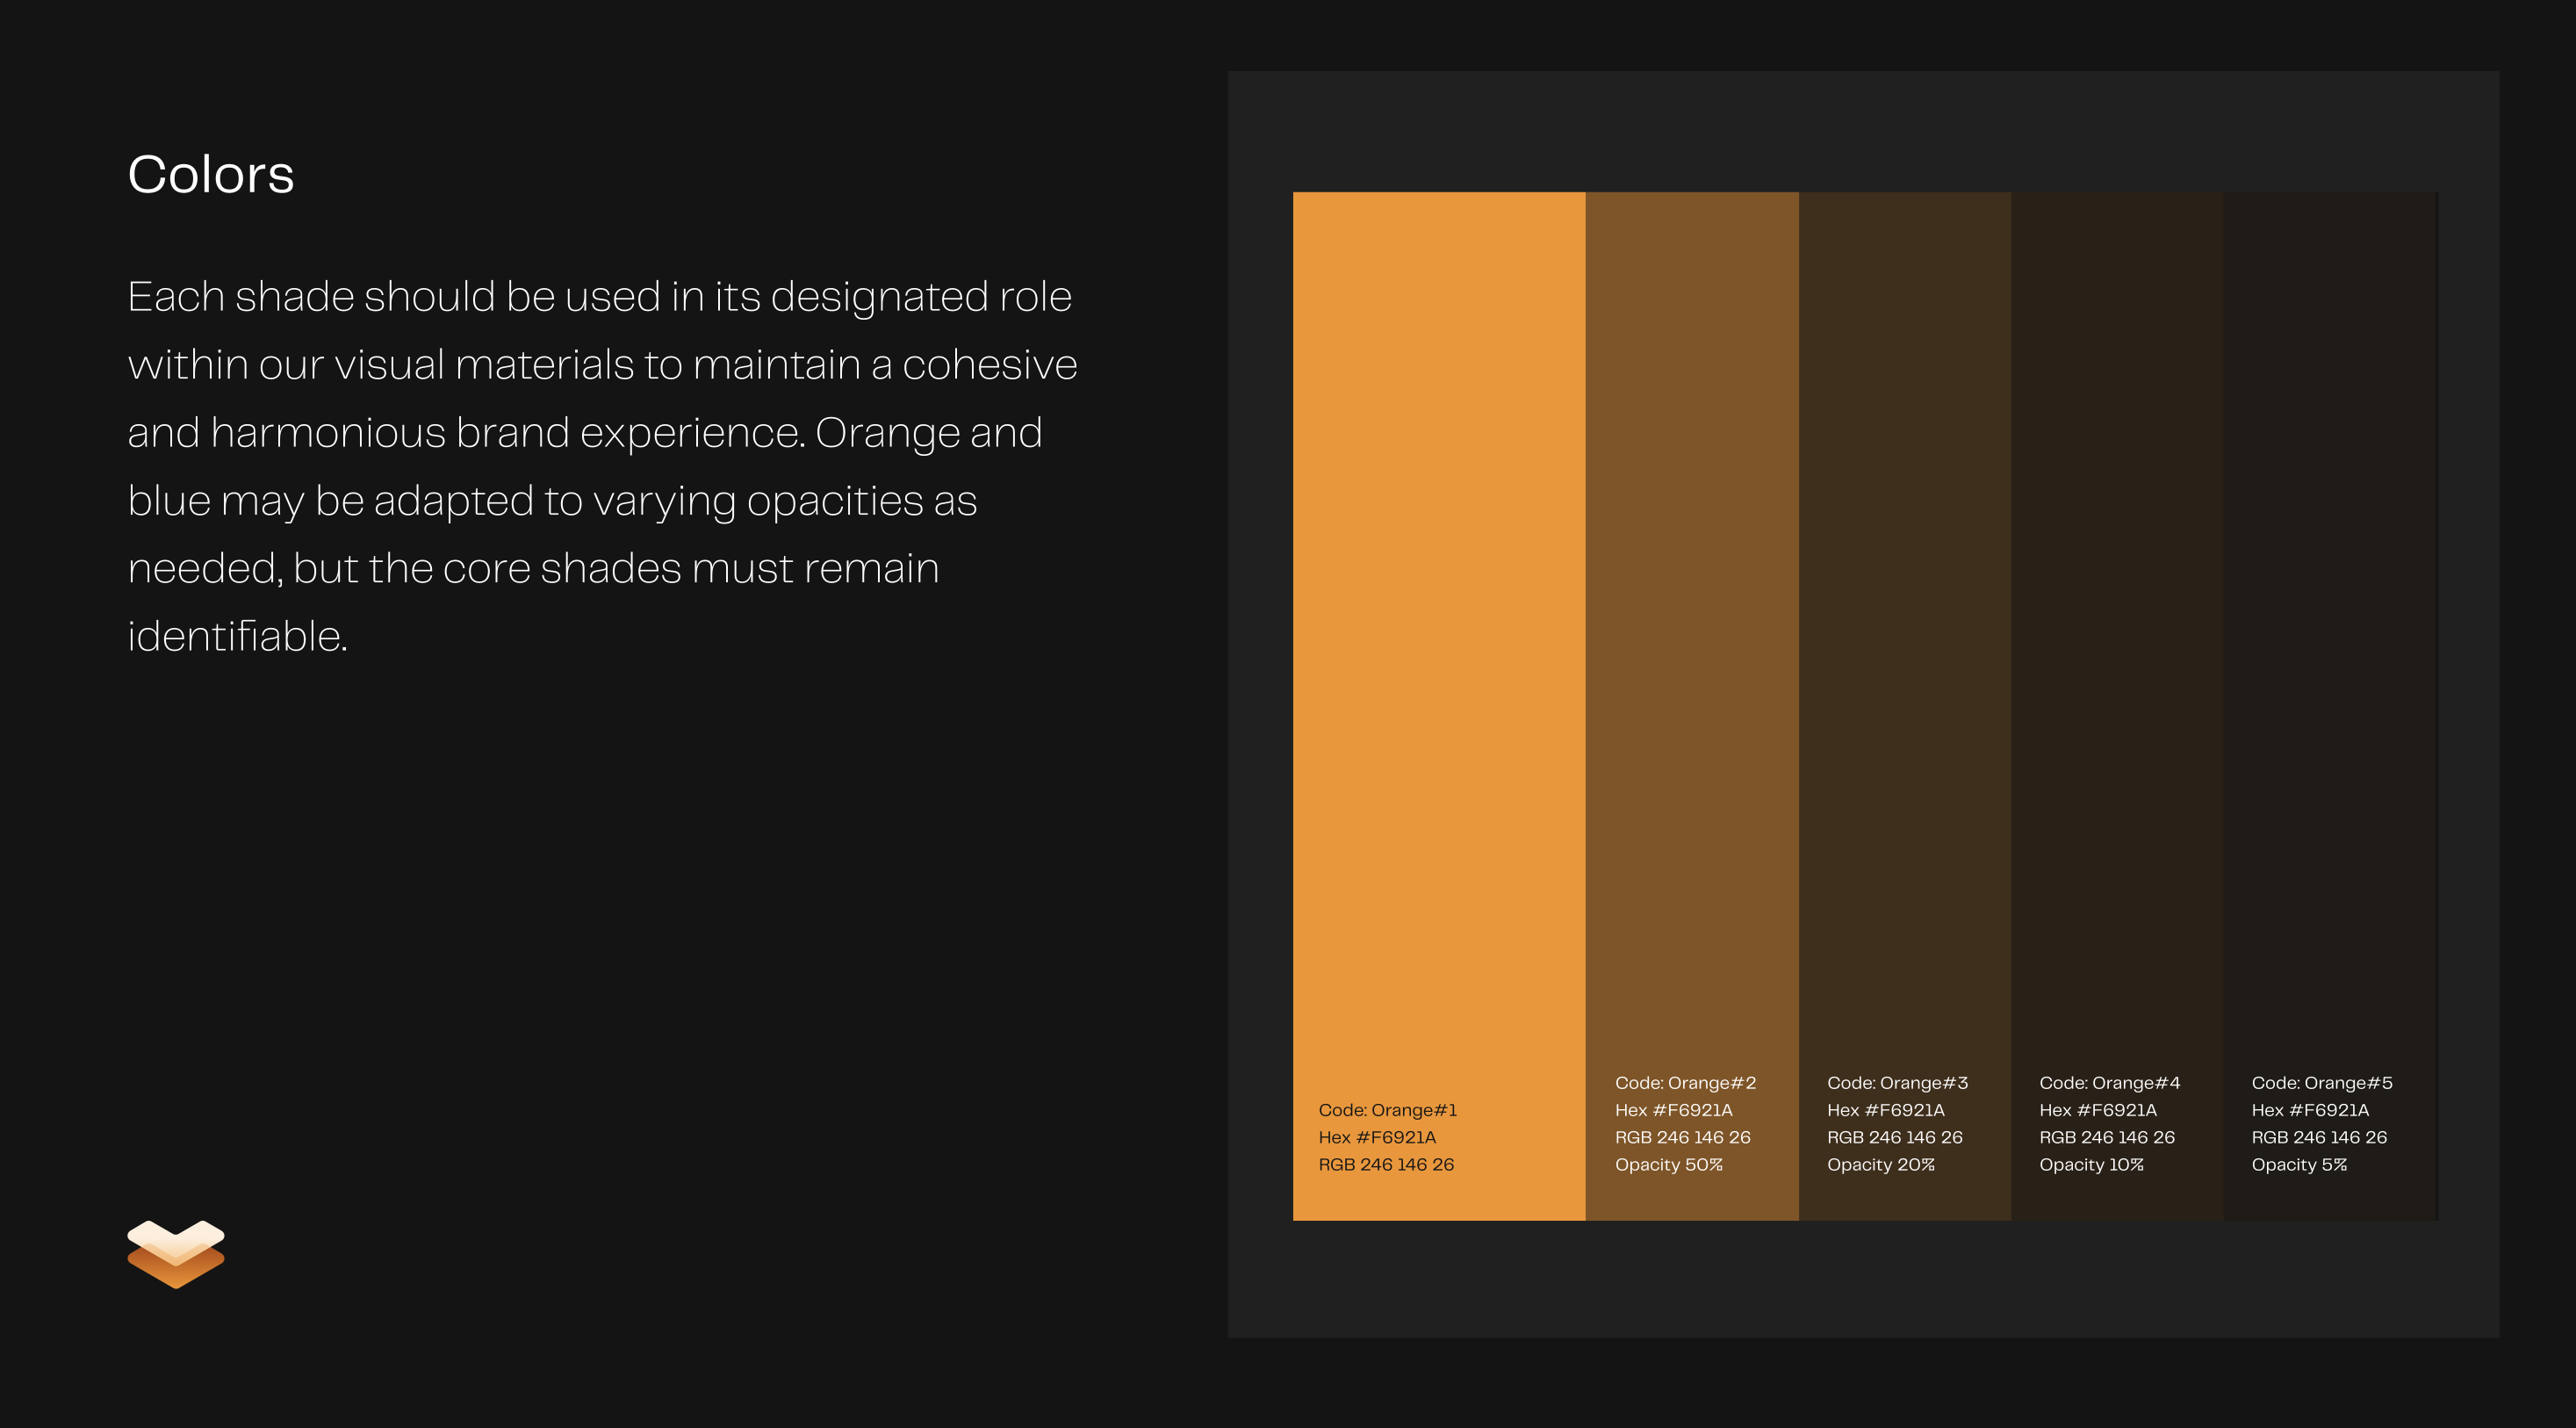 Colors
Each shade should be used in its designated role
within our visual materials to maintain a cohesive
and harmonious brand experience. Orange and
blue may be adapted to varying opacities as
needed, but the core shades must remain
identifiable.
Code: Orange#1
Hex #F6921A
RGB 246 146 26
Code: Orange#2
Hex #F6921A
RGB 246 146 26
Opacity 50%
Code: Orange#3
Hex #F6921A
RGB 246 146 26
Opacity 20%
Code: Orange#4
Hex #F6921A
RGB 246 146 26
Opacity 10%
Code: Orange#5
Hex #F6921A
RGB 246 146 26
Opacity 5%